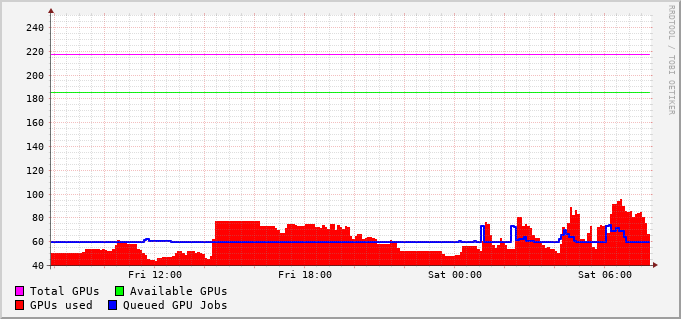 RRDTOOL / TOBI OETIKER
240
220
200
180
160
140
120
100
80
60
40
Fri 12:00 Fri 18:00 Sat 00:00 Sat 06:00
Total GPUs Available GPUs
GPUs used Queued GPU Jobs